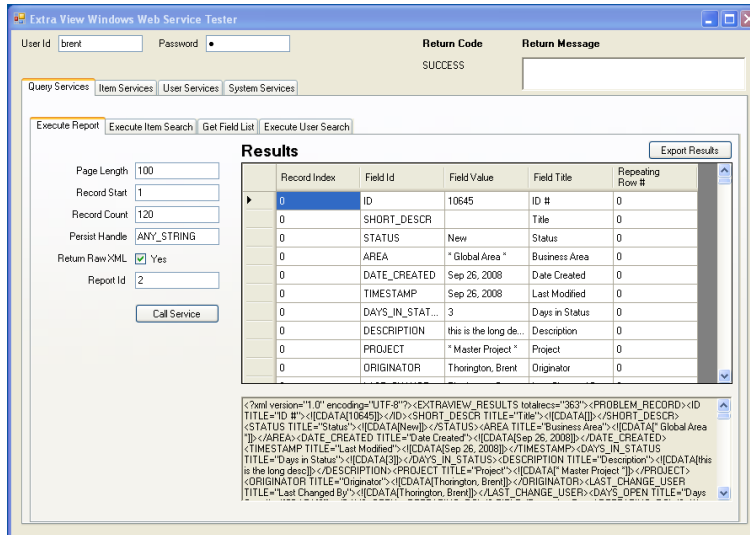 Extra View Windows Web Service Tester
User Id brent Password • Return Code Return Message
SUCCESS
Query Services Item Services User Services System Services
Execute Report Execute Item Search Get Field List Execute User Search
Results Export Results
Page Length 100
Record Start 1
Record Count 120
Persist Handle ANY_STRING
Return Raw XML Yes
Report Id 2
Call Service
Record Index Field Id Field Value Field Title Repeating Row #
0 ID 10645 ID # 0
0 SHORT_DESCR Title 0
0 STATUS New Status 0
0 AREA * Global Area * Business Area 0
0 DATE_CREATED Sep 26, 2008 Date Created 0
0 TIMESTAMP Sep 26, 2008 Last Modified 0
0 DAYS_IN_STAT... 3 Days in Status 0
0 DESCRIPTION this is the long de... Description 0
0 PROJECT * Master Project * Project 0
0 ORIGINATOR Thorington, Brent Originator 0
<?xml version="1.0" encoding="UTF-8"?><EXTRAVIEW_RESULTS totalrecs="363"><PROBLEM_RECORD><ID
TITLE="ID #"><![CDATA[10645]]></ID><SHORT_DESCR TITLE="Title"><![CDATA[]]></SHORT_DESCR>
<STATUS TITLE="Status"><![CDATA[New]]></STATUS><AREA TITLE="Business Area"><![CDATA[* Global Area
*]]></AREA><DATE_CREATED TITLE="Date Created"><![CDATA[Sep 26, 2008]]></DATE_CREATED>
<TIMESTAMP TITLE="Last Modified"><![CDATA[Sep 26, 2008]]></TIMESTAMP><DAYS_IN_STATUS
TITLE="Days in Status"><![CDATA[3]]></DAYS_IN_STATUS><DESCRIPTION TITLE="Description"><![CDATA[this
is the long desc]]></DESCRIPTION><PROJECT TITLE="Project"><![CDATA[* Master Project *]]></PROJECT>
<ORIGINATOR TITLE="Originator"><![CDATA[Thorington, Brent]]></ORIGINATOR><LAST_CHANGE_USER
TITLE="Last Changed By"><![CDATA[Thorington, Brent]]></LAST_CHANGE_USER><DAYS_OPEN TITLE="Days